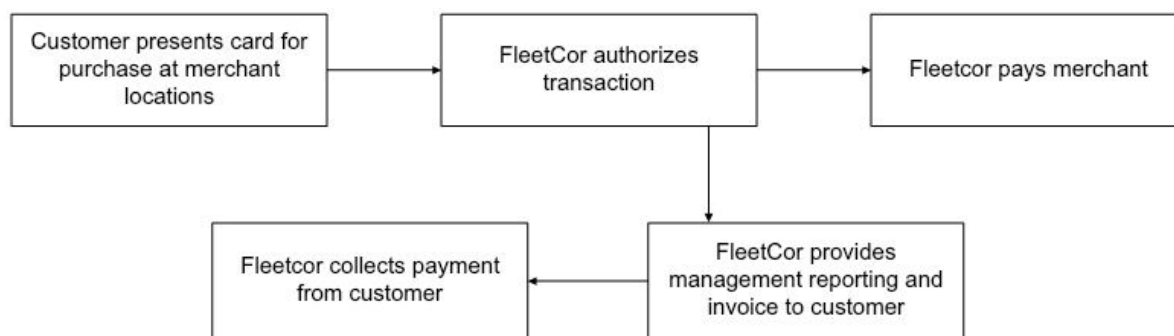 Customer presents card for
purchase at merchant
locations
FleetCor authorizes
transaction
Fleetcor pays merchant
Fleetcor collects payment
from customer
FleetCor provides
management reporting and
invoice to customer